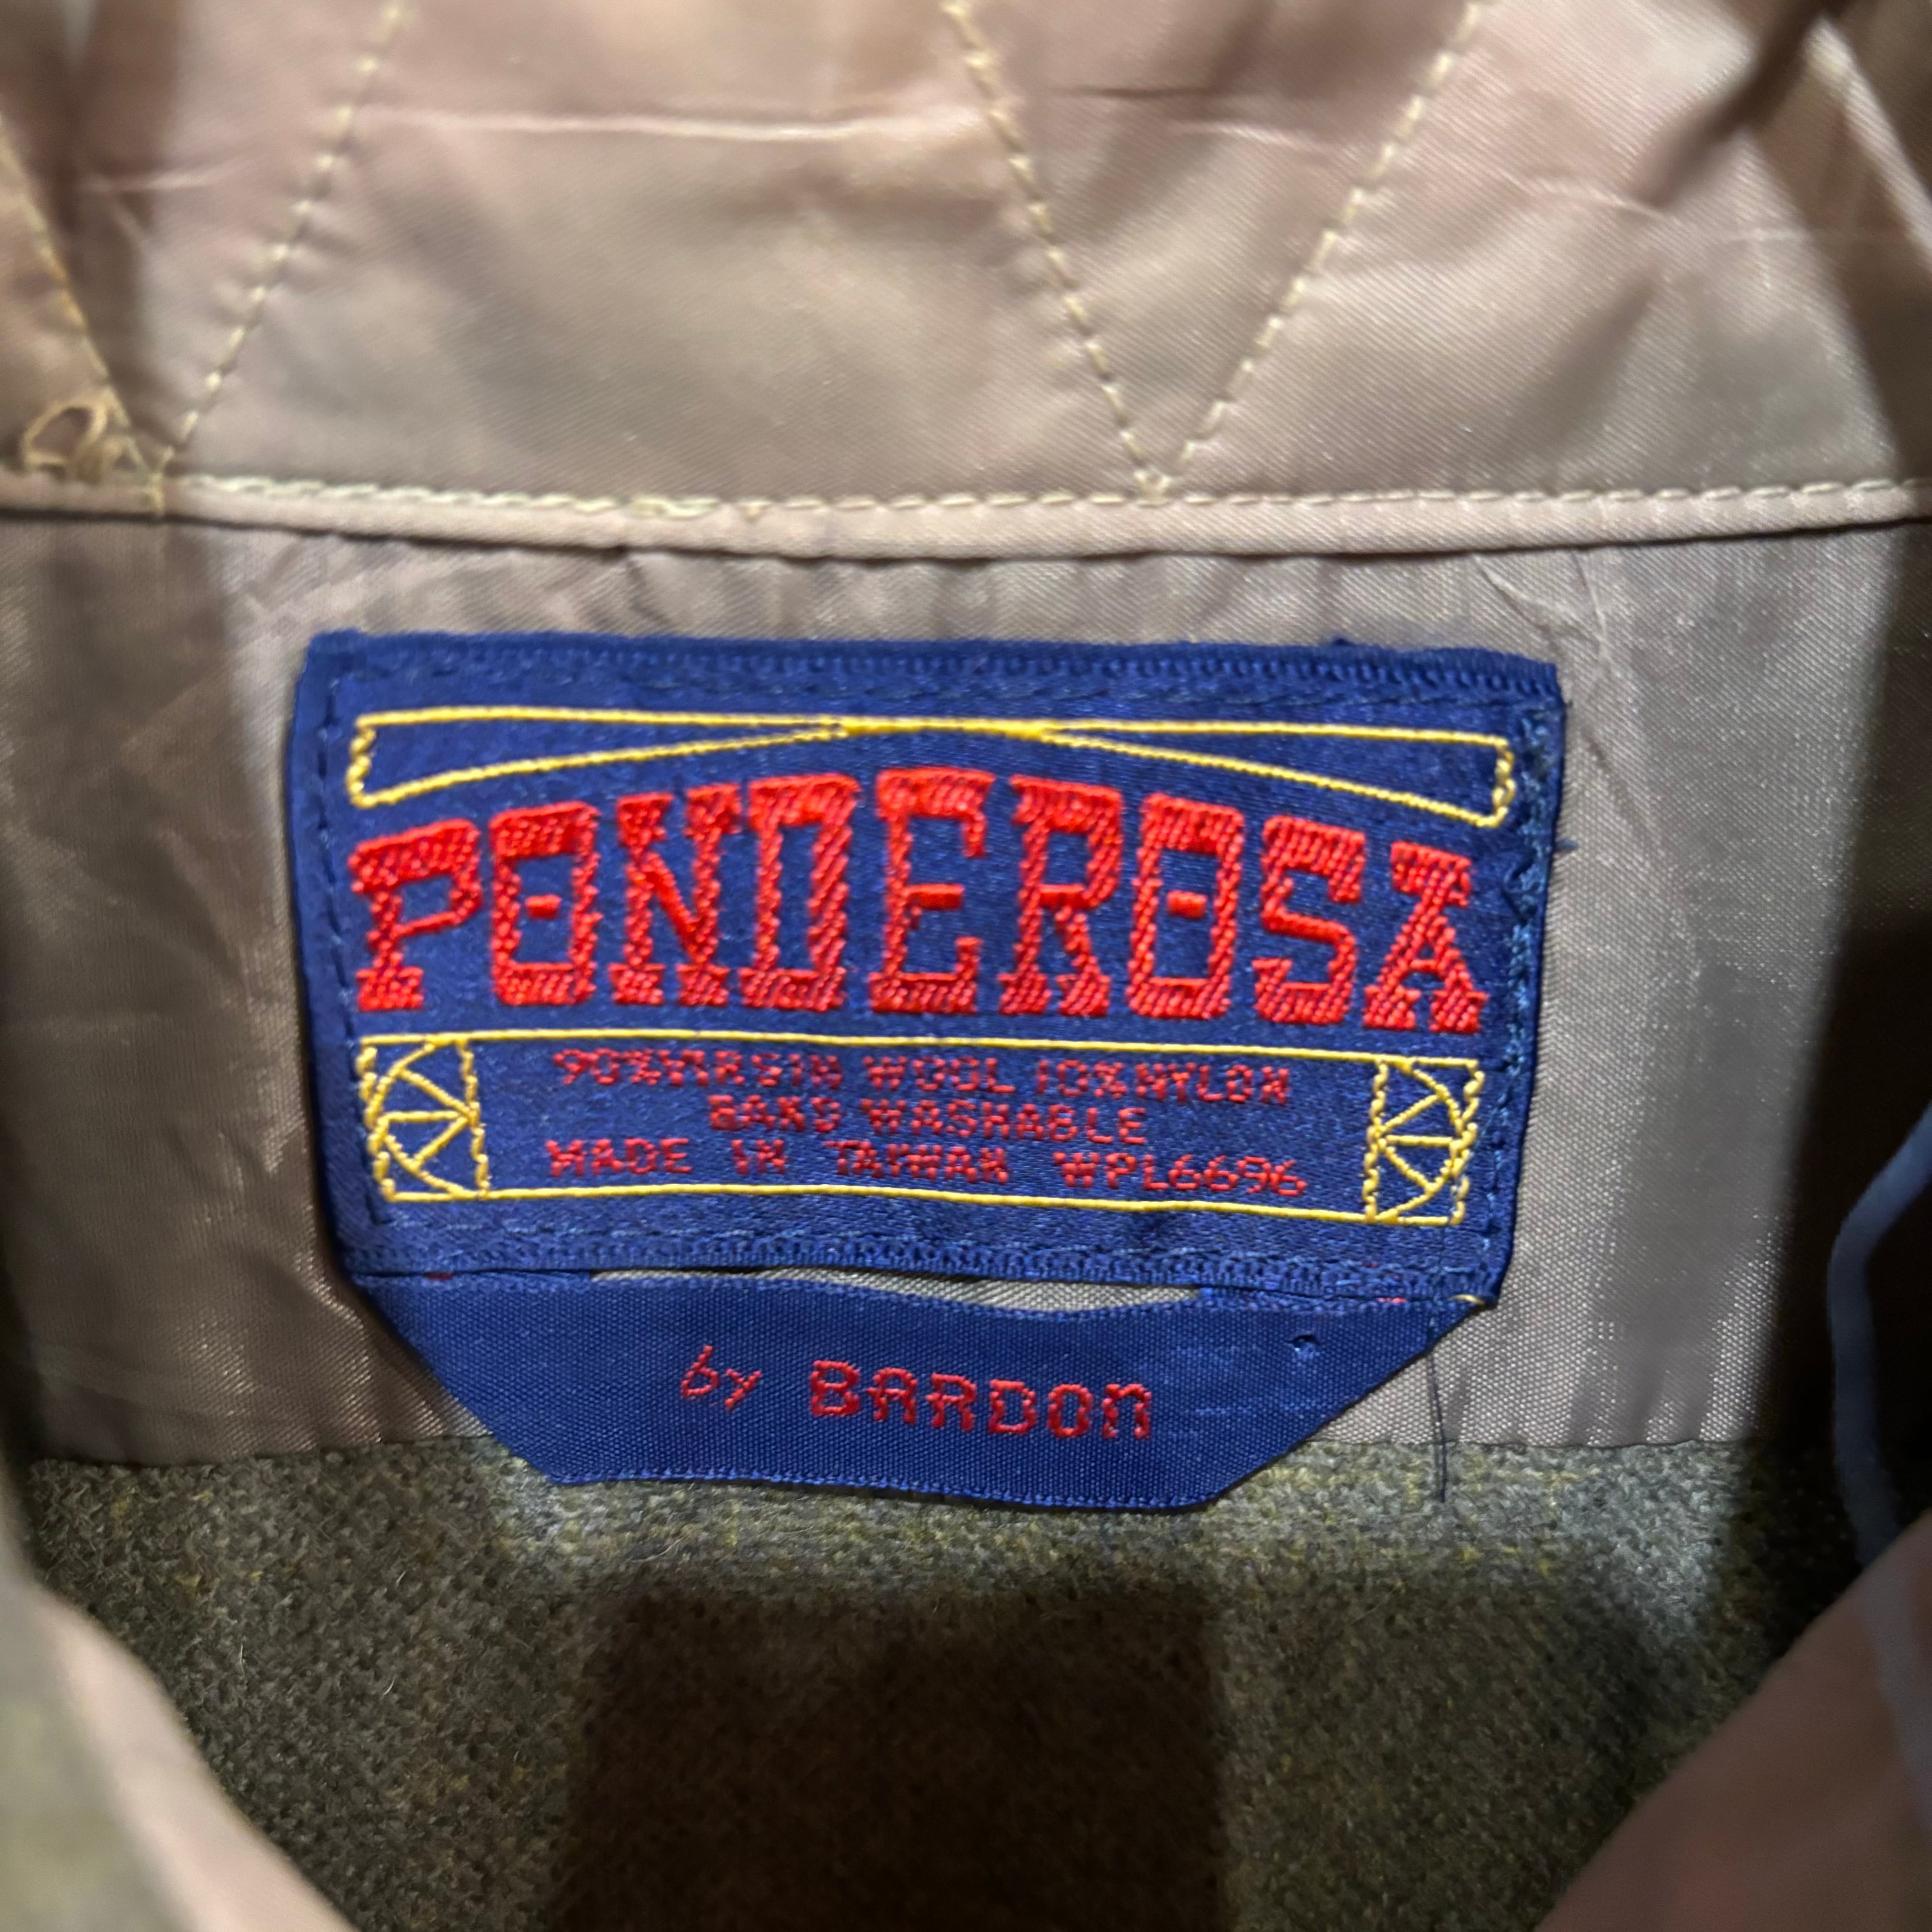 PONDEROSA
90% VIRGIN WOOL 10% NYLON
HAND WASHABLE
MADE IN TAIWAN WPL6696
by BARDON